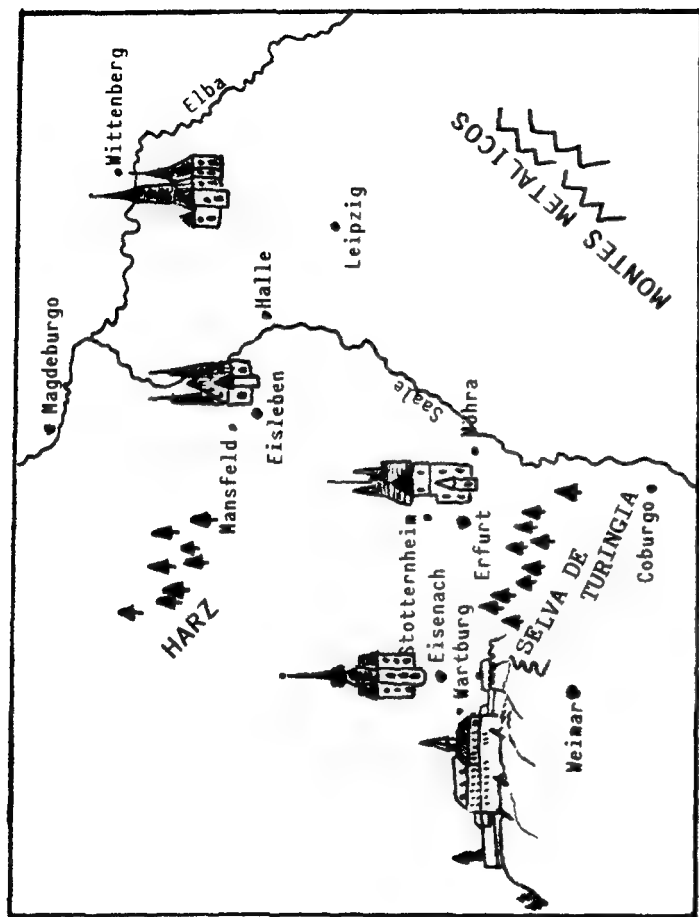 Wittenberg
Elba
MONTES METALICOS
Leipzig
Halle
Magdeburgo
Saale
Eisleben
Mansfeld
Möhra
HARZ
Stotternheim
Erfurt
Eisenach
Wartburg
SELVA DE
TURINGIA
Coburgo
Weimar